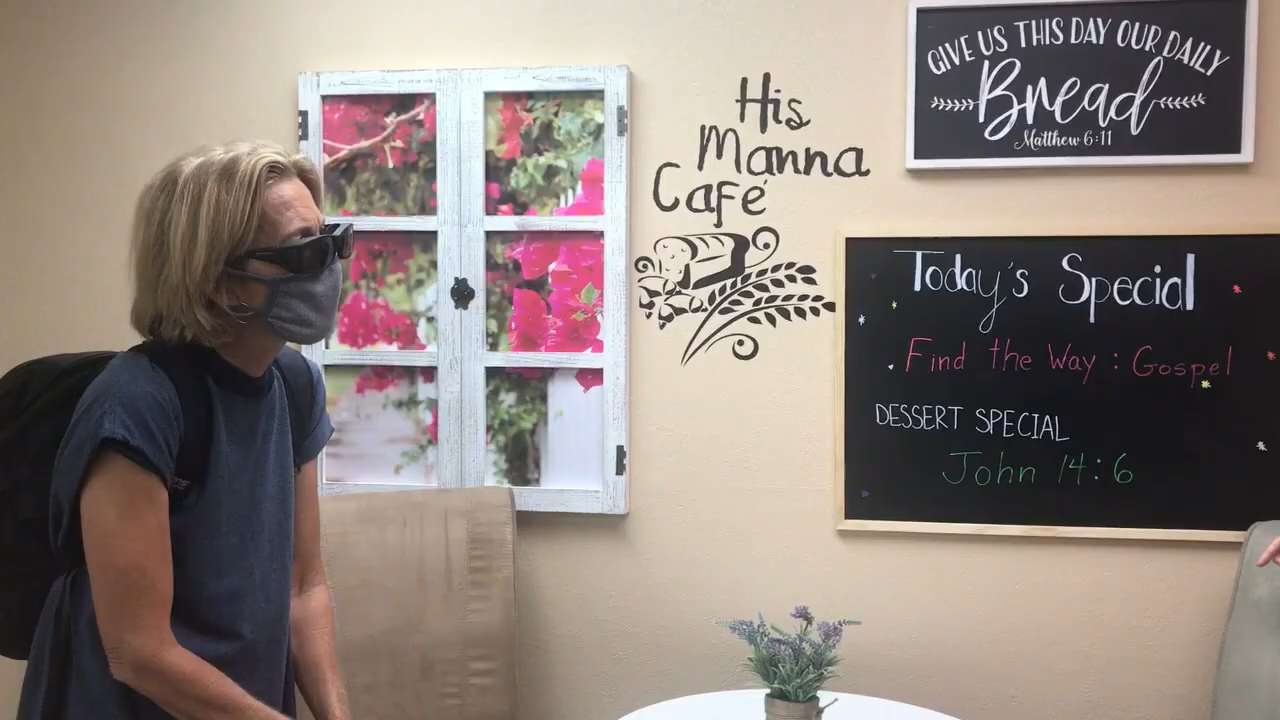 His
Manna
Café
GIVE US THIS DAY OUR DAILY
Bread
Matthew 6:11
Today's Special
Find the Way : Gospel
DESSERT SPECIAL
John 14:6